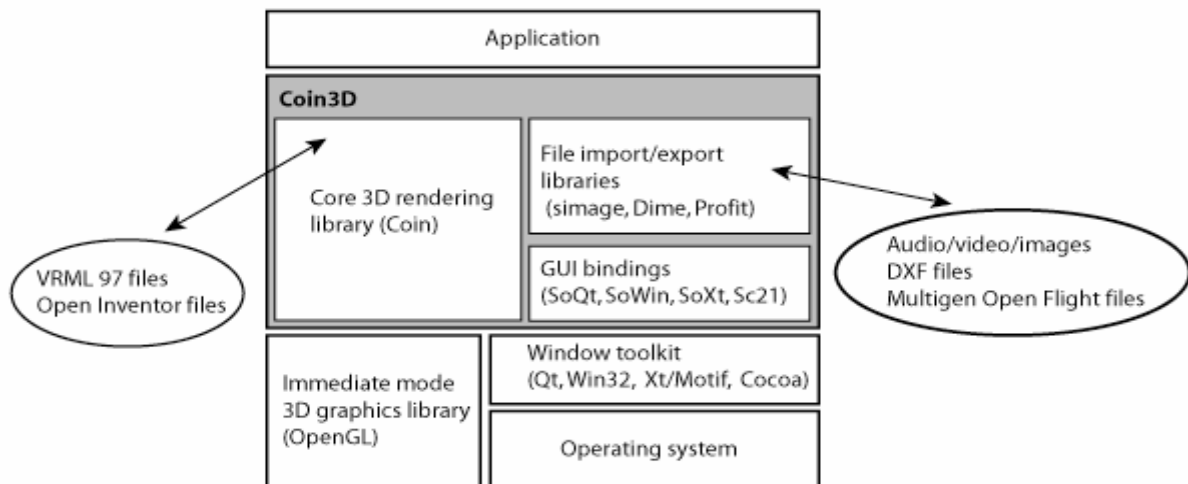 Application
Coin3D
Core 3D rendering
library (Coin)
File import/export
libraries
(simage, Dime, Profit)
GUI bindings
(SoQt, SoWin, SoXt, Sc21)
VRML 97 files
Open Inventor files
Audio/video/images
DXF files
Multigen Open Flight files
Immediate mode
3D graphics library
(OpenGL)
Window toolkit
(Qt, Win32, Xt/Motif, Cocoa)
Operating system